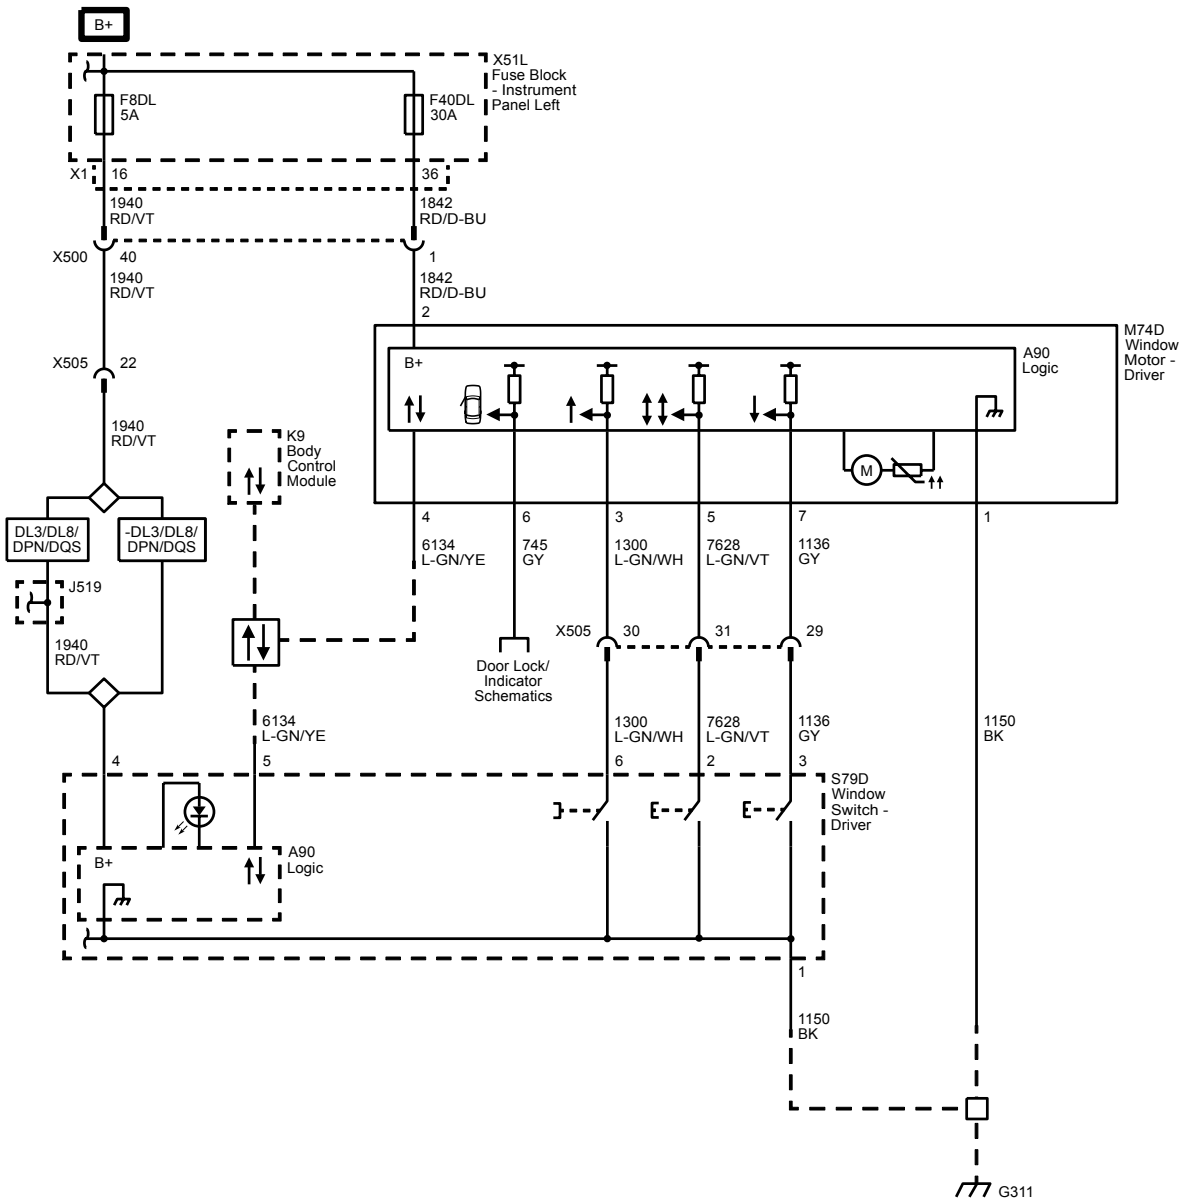 B+
X51L
Fuse Block
- Instrument
Panel Left
F8DL
5A
F40DL
30A
X1
16
36
1940
RD/VT
1842
RD/D-BU
X500
40
1
1940
RD/VT
1842
RD/D-BU
2
M74D
Window
Motor -
Driver
X505
22
B+
A90
Logic
1940
RD/VT
K9
Body
Control
Module
M
DL3/DL8/
DPN/DQS
-DL3/DL8/
DPN/DQS
4
6
3
5
7
1
6134
L-GN/YE
745
GY
1300
L-GN/WH
7628
L-GN/VT
1136
GY
J519
1940
RD/VT
X505
30
31
29
Door Lock/
Indicator
Schematics
6134
L-GN/YE
1300
L-GN/WH
7628
L-GN/VT
1136
GY
1150
BK
4
5
6
2
3
S79D
Window
Switch -
Driver
B+
A90
Logic
1
1150
BK
G311